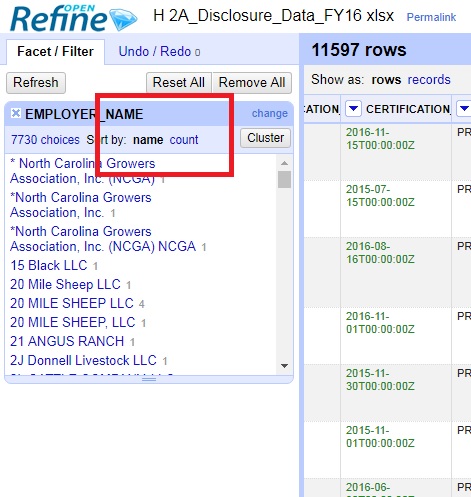 OPEN
Refine
H 2A_Disclosure_Data_FY16 xlsx
Permalink
Facet / Filter
Undo / Redo 0
Refresh
Reset All
Remove All
EMPLOYER_NAME
change
7730 choices Sort by: name count
Cluster
* North Carolina Growers
Association, Inc. (NCGA) 1
*North Carolina Growers
Association, Inc. 1
*North Carolina Growers
Association, Inc. (NCGA) NCGA 1
15 Black LLC 1
20 Mile Sheep LLC 1
20 MILE SHEEP LLC 4
20 MILE SHEEP, LLC 1
21 ANGUS RANCH 1
2J Donnell Livestock LLC 1
11597 rows
Show as: rows records
CATION_
CERTIFICATION_
2016-11-
15T00:00:00Z
PR
2015-07-
15T00:00:00Z
PR
2016-08-
16T00:00:00Z
PR
2016-11-
01T00:00:00Z
PR
2015-11-
30T00:00:00Z
PR
2015-11-
01T00:00:00Z
PR
2016-06-
PR